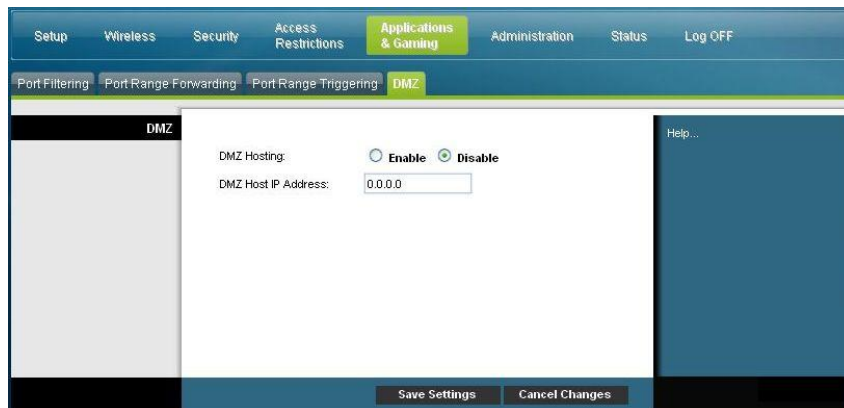 Setup Wireless Security Access Restrictions Applications & Gaming Administration Status Log OFF
Port Filtering Port Range Forwarding Port Range Triggering DMZ
DMZ
DMZ Hosting: Enable Disable
DMZ Host IP Address: 0.0.0.0
Help...
Save Settings Cancel Changes